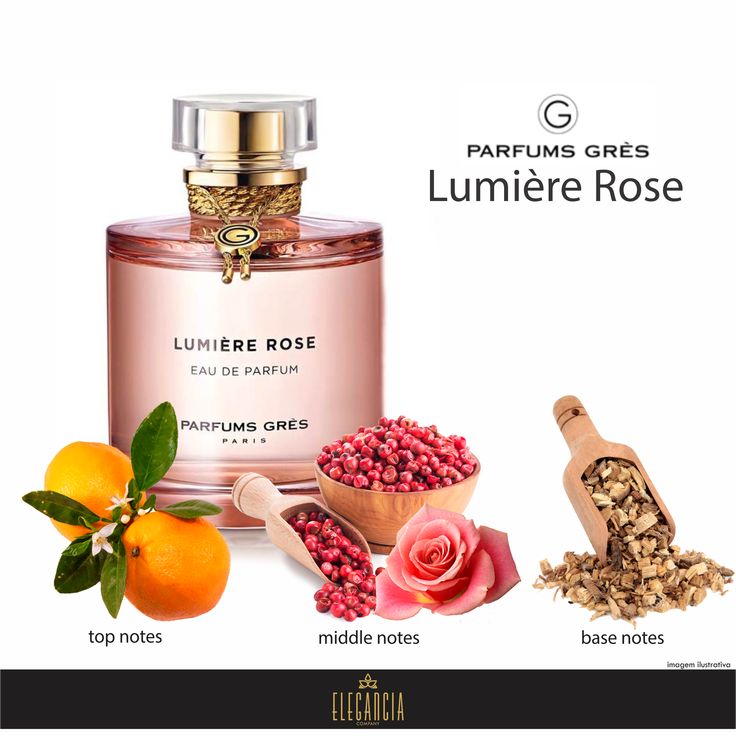 G
PARFUMS GRÈS
Lumière Rose
G
LUMIÈRE ROSE
EAU DE PARFUM
PARFUMS GRÈS
PARIS
top notes
middle notes
base notes
imagem ilustrativa
ELEGANCIA
COMPANY